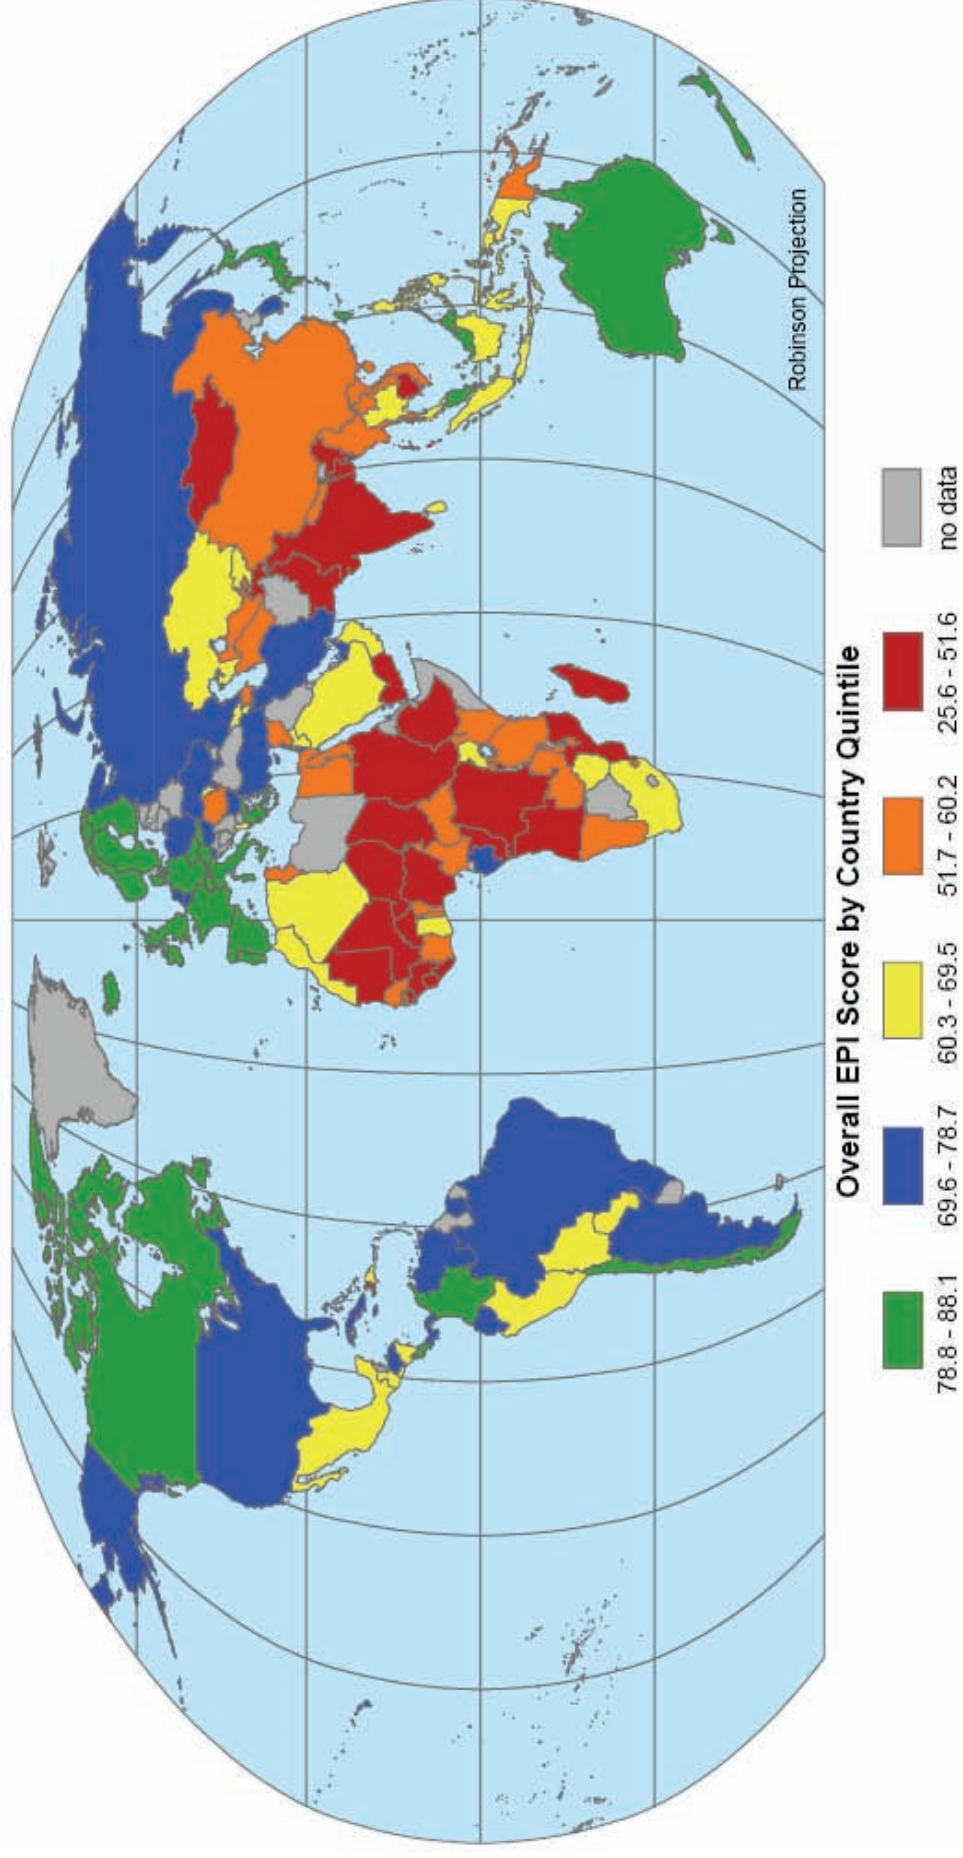 Robinson Projection
Overall EPI Score by Country Quintile
78.8 - 88.1
69.6 - 78.7
60.3 - 69.5
51.7 - 60.2
25.6 - 51.6
no data